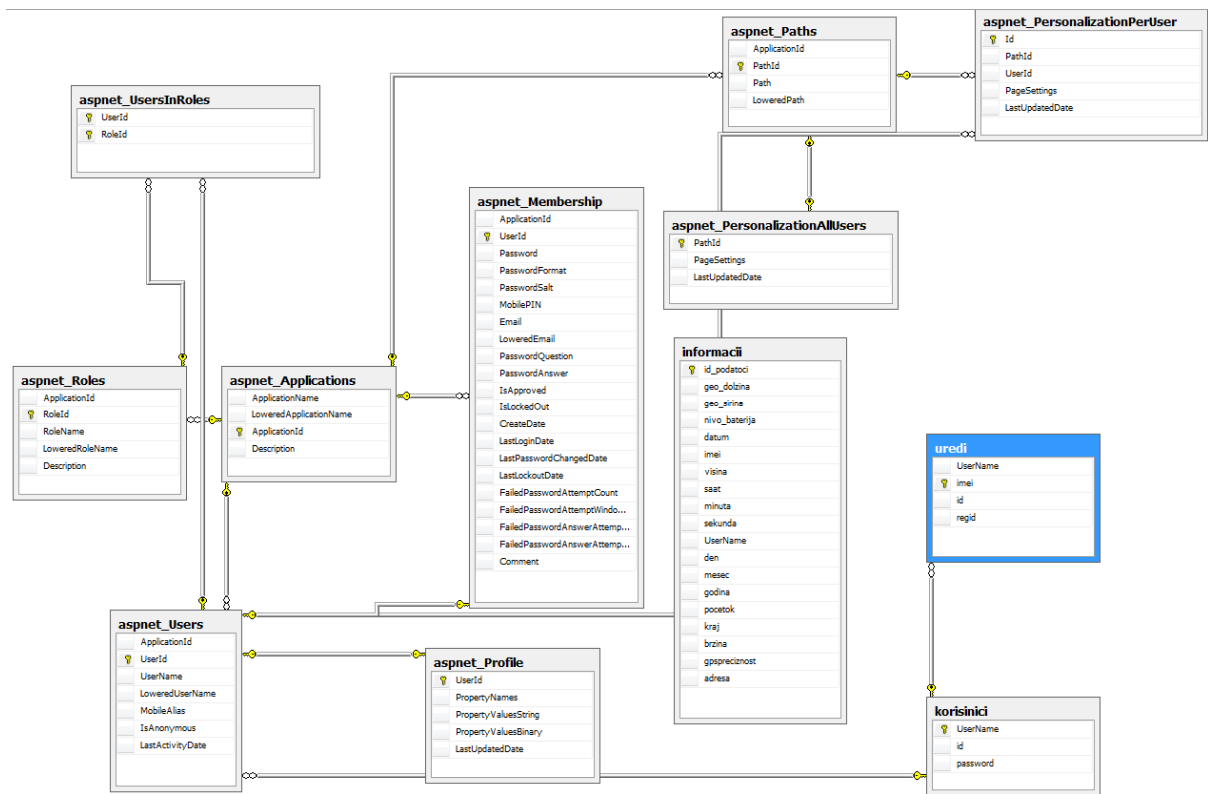 aspnet_Paths
ApplicationId
PathId
Path
LoweredPath
aspnet_PersonalizationPerUser
Id
PathId
UserId
PageSettings
LastUpdatedDate
aspnet_UsersInRoles
UserId
RoleId
aspnet_Membership
ApplicationId
UserId
Password
PasswordFormat
PasswordSalt
MobilePIN
Email
LoweredEmail
PasswordQuestion
PasswordAnswer
IsApproved
IsLockedOut
CreateDate
LastLoginDate
LastPasswordChangedDate
LastLockoutDate
FailedPasswordAttemptCount
FailedPasswordAttemptWindo...
FailedPasswordAnswerAttemp...
FailedPasswordAnswerAttemp...
Comment
aspnet_PersonalizationAllUsers
PathId
PageSettings
LastUpdatedDate
aspnet_Roles
ApplicationId
RoleId
RoleName
LoweredRoleName
Description
aspnet_Applications
ApplicationName
LoweredApplicationName
ApplicationId
Description
informacii
id_podatoci
geo_dolzina
geo_sirina
nivo_baterija
datum
imei
visina
saat
minuta
sekunda
UserName
den
mesec
godina
pocetok
kraj
brzina
gpspreciznost
adresa
uredi
UserName
imei
id
regid
aspnet_Users
ApplicationId
UserId
UserName
LoweredUserName
MobileAlias
IsAnonymous
LastActivityDate
aspnet_Profile
UserId
PropertyNames
PropertyValuesString
PropertyValuesBinary
LastUpdatedDate
korisinici
UserName
id
password